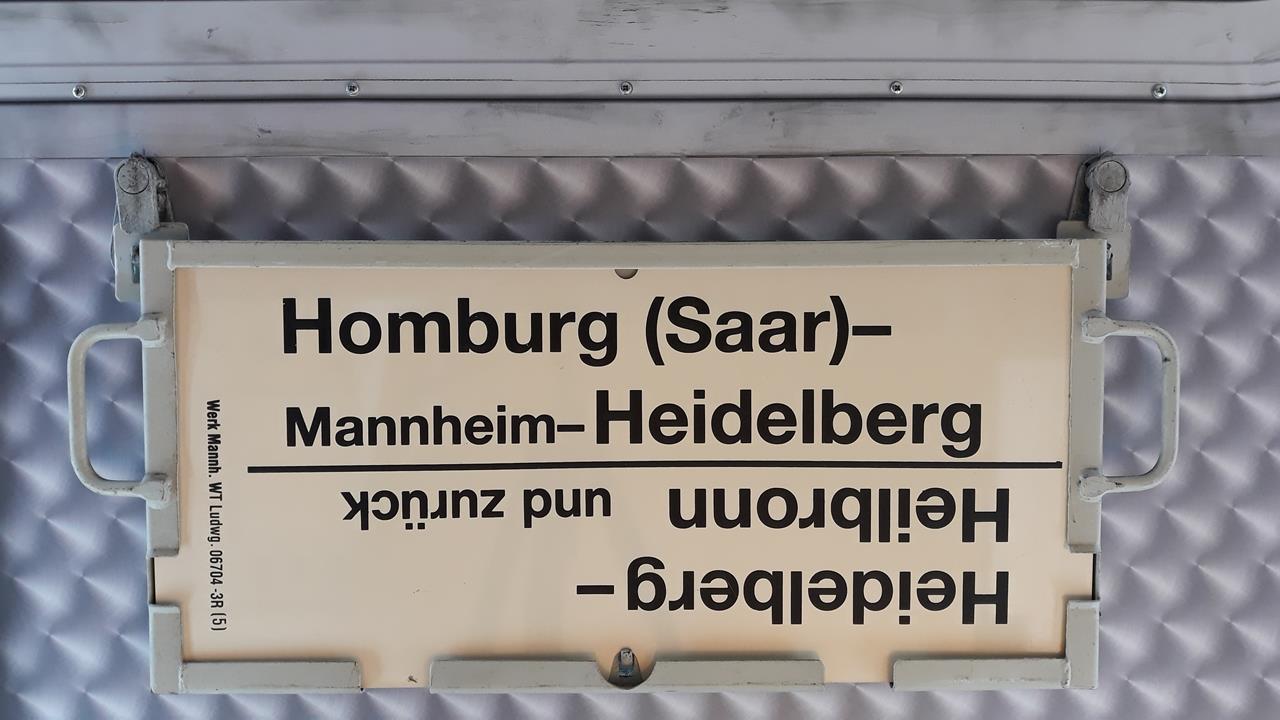 Homburg (Saar)–
Mannheim–Heidelberg
Heidelberg–
Heilbronn und zurück
Werk Mannh. WT Ludwg. 06704 -3R (5)